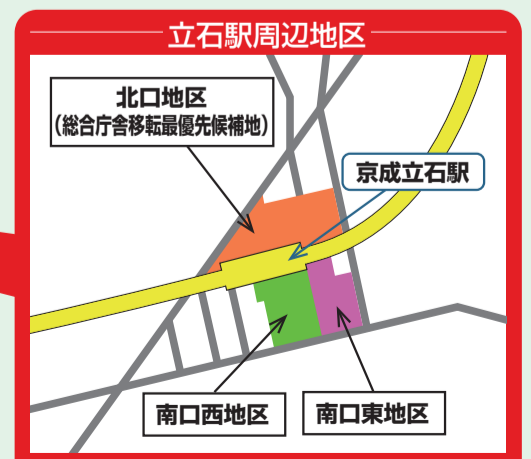 立石駅周辺地区
北口地区
(総合庁舎移転最優先候補地)
京成立石駅
南口西地区
南口東地区